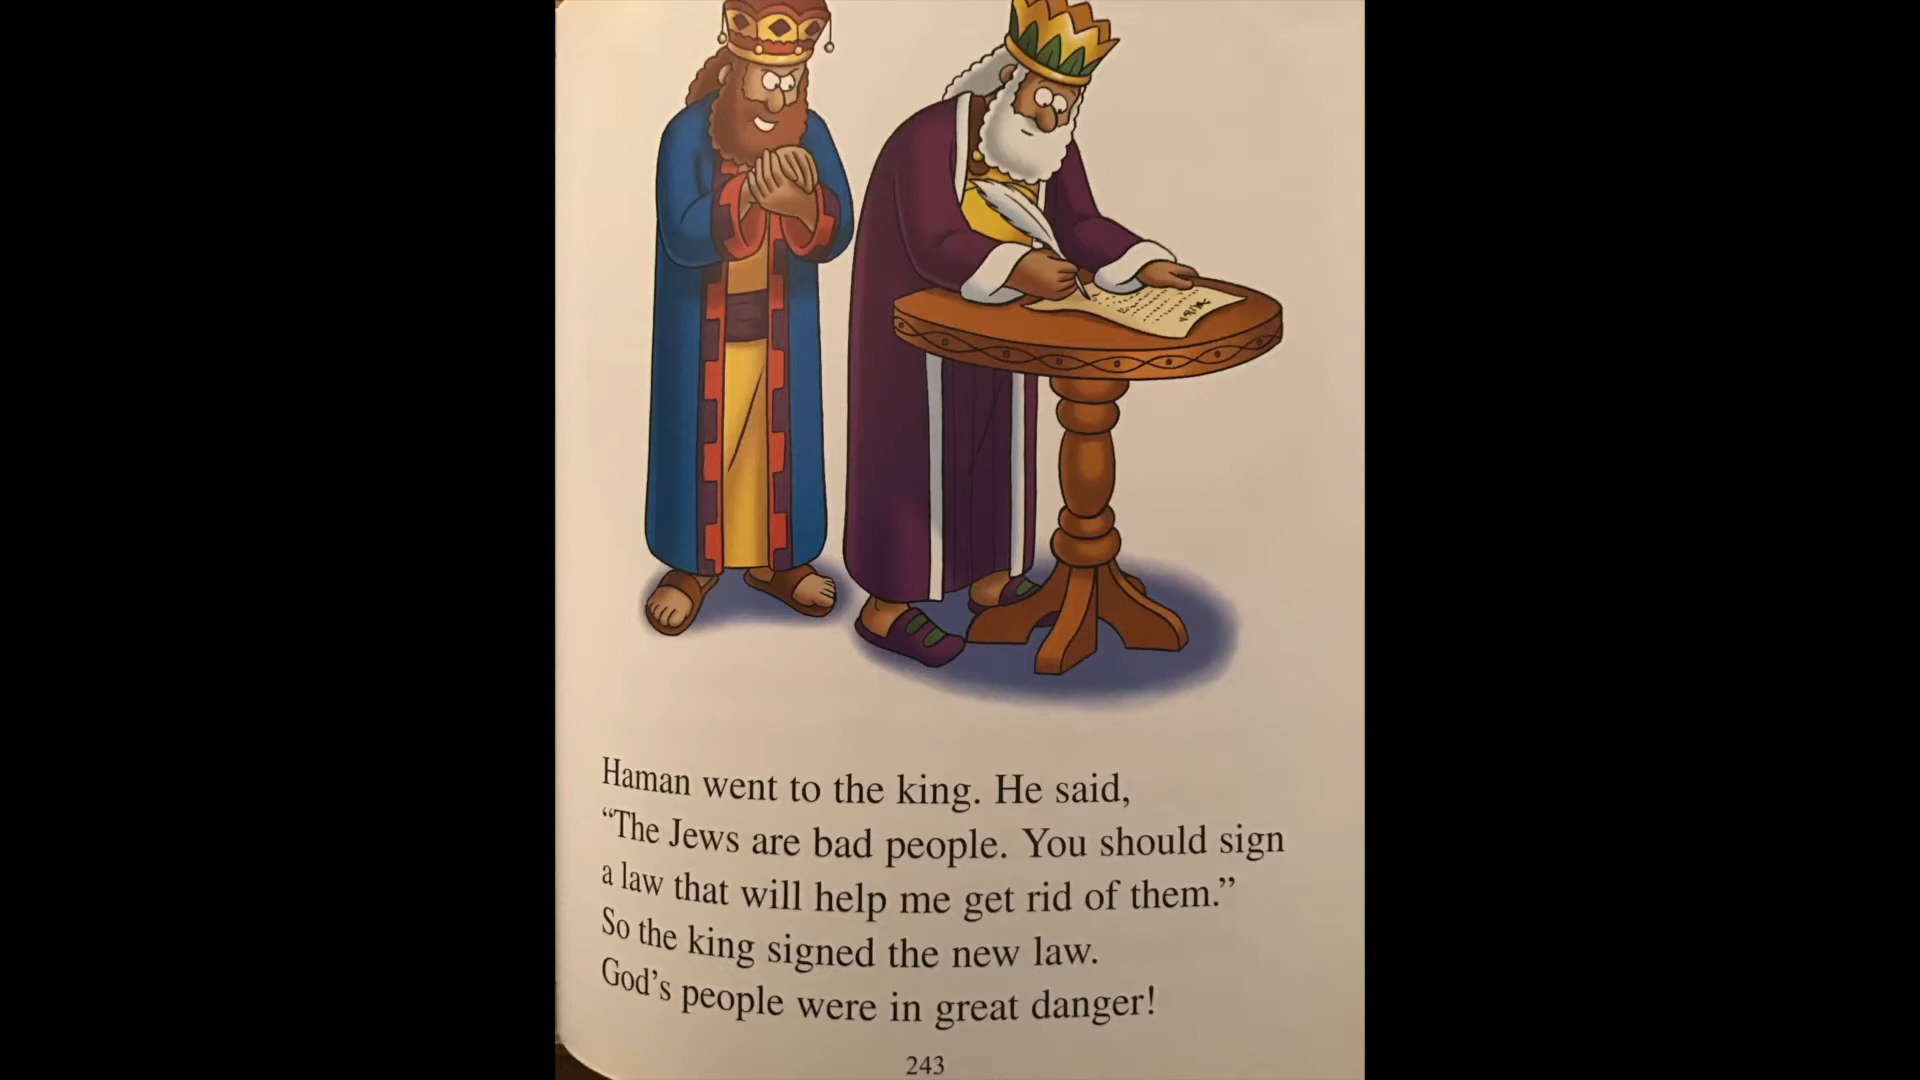 Haman went to the king. He said,
“The Jews are bad people. You should sign
a law that will help me get rid of them.”
So the king signed the new law.
God’s people were in great danger!
243